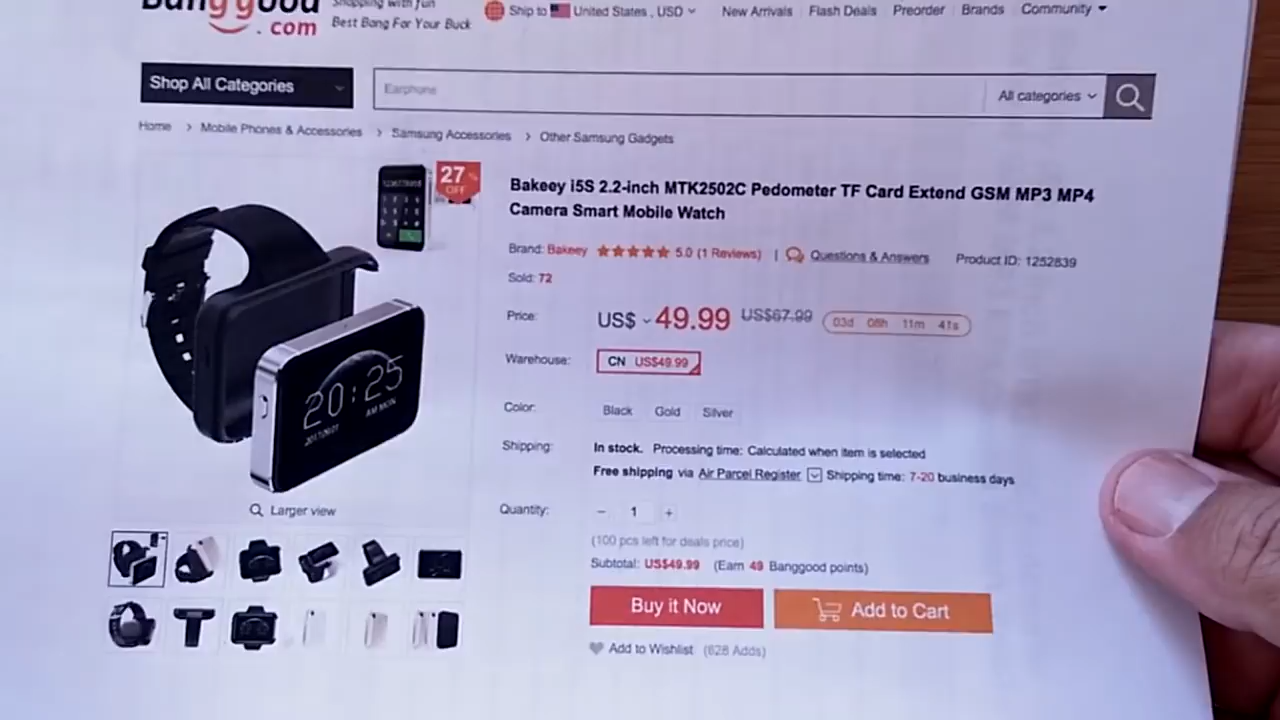 Banggood
.com
Shopping with fun
Best Bang For Your Buck
Ship to United States , USD
New Arrivals
Flash Deals
Preorder
Brands
Community
Shop All Categories
Earphone
All categories
Home > Mobile Phones & Accessories > Samsung Accessories > Other Samsung Gadgets
27 %
OFF
Bakeey i5S 2.2-inch MTK2502C Pedometer TF Card Extend GSM MP3 MP4
Camera Smart Mobile Watch
Brand: Bakeey 5.0 (1 Reviews) | Questions & Answers Product ID: 1252839
Sold: 72
Price: US$ 49.99 US$67.99 03d 08h 11m 41s
Warehouse: CN US$49.99
Color: Black Gold Silver
Shipping: In stock. Processing time: Calculated when item is selected
Free shipping via Air Parcel Register Shipping time: 7-20 business days
Quantity: − 1 +
(100 pcs left for deals price)
Subtotal: US$49.99 (Earn 49 Banggood points)
Buy it Now
Add to Cart
Add to Wishlist (628 Adds)
20:25
AM MON
2017/05/01
Larger view